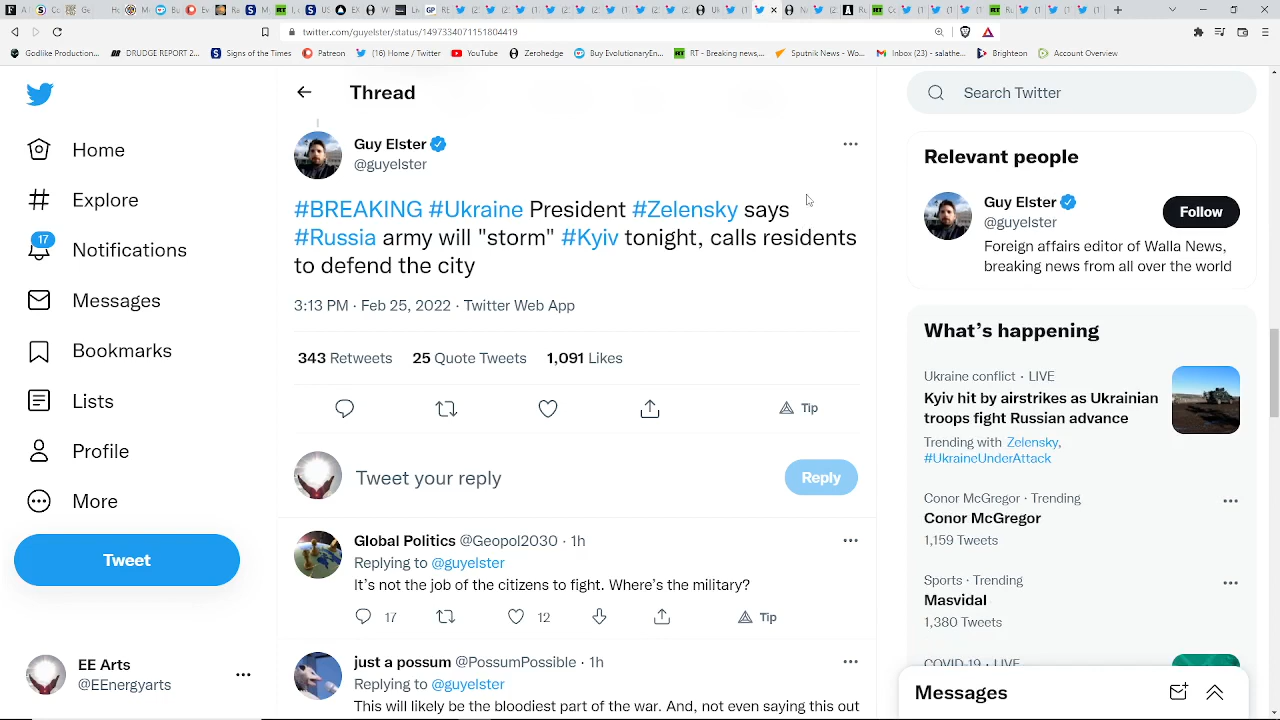 twitter.com/guyelster/status/1497334071151804419
Godlike Production... DRUDGE REPORT 2... Signs of the Times Patreon (16) Home / Twitter YouTube Zerohedge Buy EvolutionaryEn... RT - Breaking news,... Sputnik News - Wo... Inbox (23) - salathe... Brighteon Account Overview
Thread
Search Twitter
Home
Explore
17
Notifications
Messages
Bookmarks
Lists
Profile
More
Tweet
EE Arts
@EEnergyarts
Guy Elster
@guyelster
#BREAKING #Ukraine President #Zelensky says
#Russia army will "storm" #Kyiv tonight, calls residents
to defend the city
3:13 PM · Feb 25, 2022 · Twitter Web App
343 Retweets 25 Quote Tweets 1,091 Likes
Tip
Tweet your reply
Reply
Global Politics @Geopol2030 · 1h
Replying to @guyelster
It's not the job of the citizens to fight. Where's the military?
17 12 Tip
just a possum @PossumPossible · 1h
Replying to @guyelster
This will likely be the bloodiest part of the war. And, not even saying this out
Relevant people
Guy Elster
@guyelster
Follow
Foreign affairs editor of Walla News,
breaking news from all over the world
What's happening
Ukraine conflict · LIVE
Kyiv hit by airstrikes as Ukrainian
troops fight Russian advance
Trending with Zelensky,
#UkraineUnderAttack
Conor McGregor · Trending
Conor McGregor
1,159 Tweets
Sports · Trending
Masvidal
1,380 Tweets
COVID-19 · LIVE
Messages